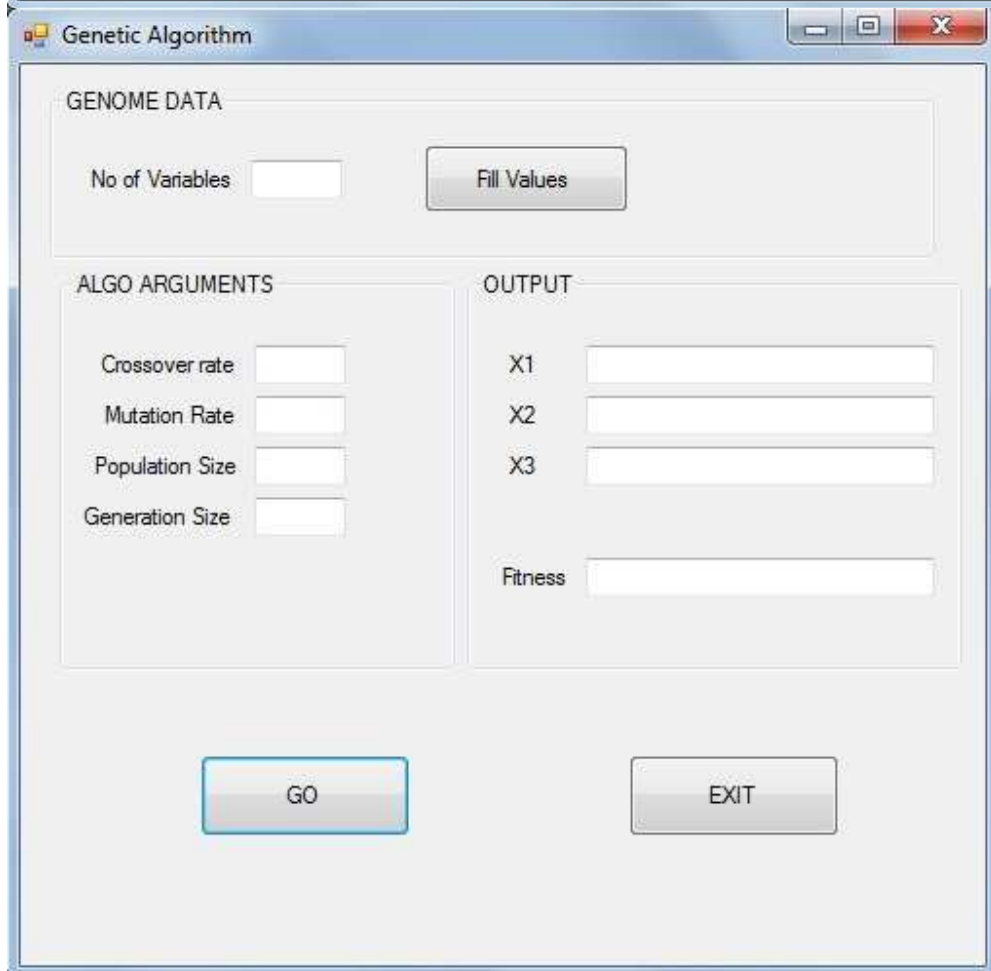 Genetic Algorithm
GENOME DATA
No of Variables
Fill Values
ALGO ARGUMENTS
Crossover rate
Mutation Rate
Population Size
Generation Size
OUTPUT
X1
X2
X3
Fitness
GO
EXIT